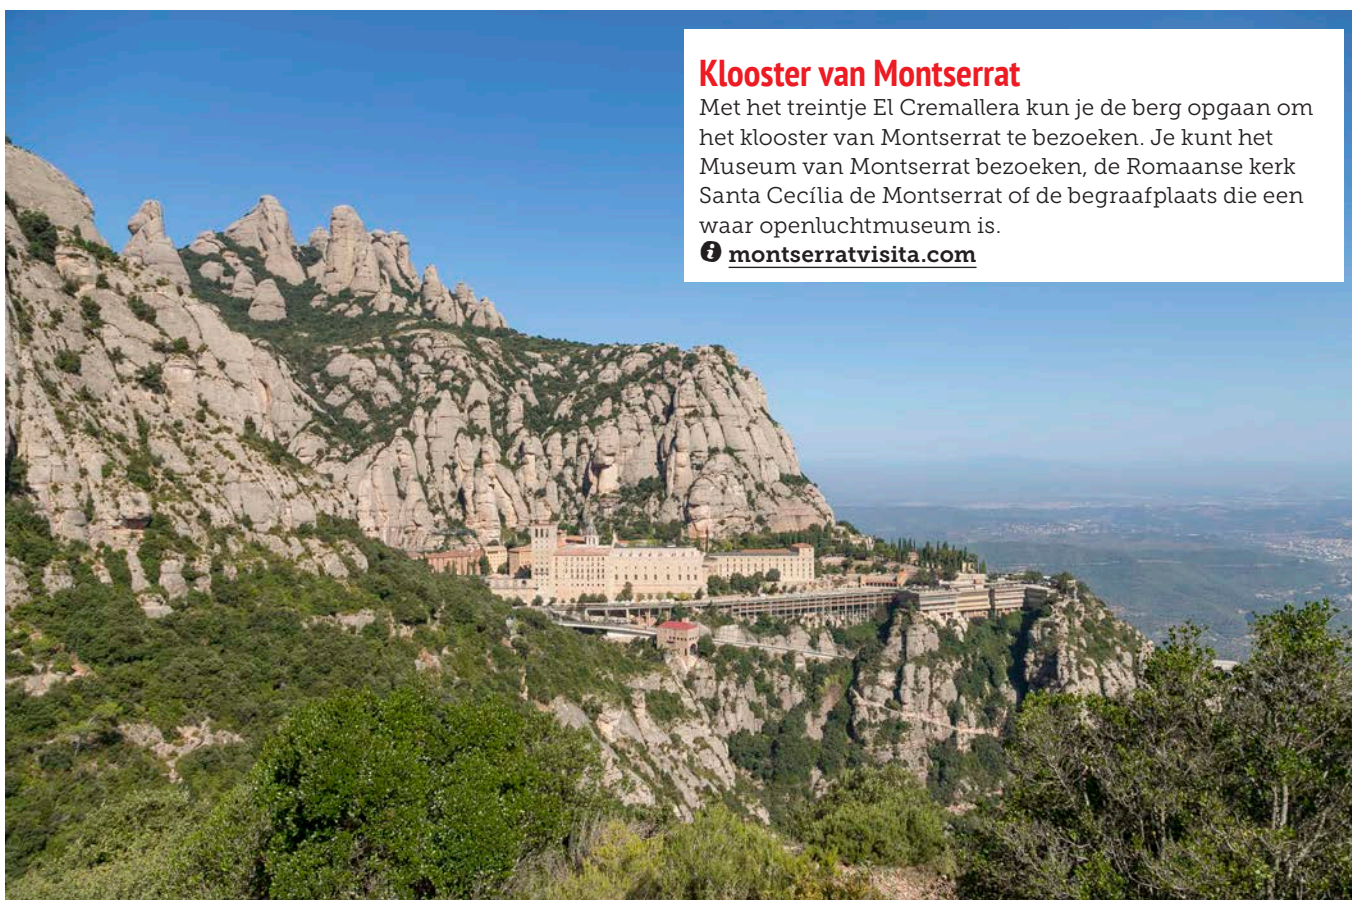 Klooster van Montserrat
Met het treintje El Cremallera kun je de berg opgaan om
het klooster van Montserrat te bezoeken. Je kunt het
Museum van Montserrat bezoeken, de Romaanse kerk
Santa Cecília de Montserrat of de begraafplaats die een
waar openluchtmuseum is.
montserratvisita.com